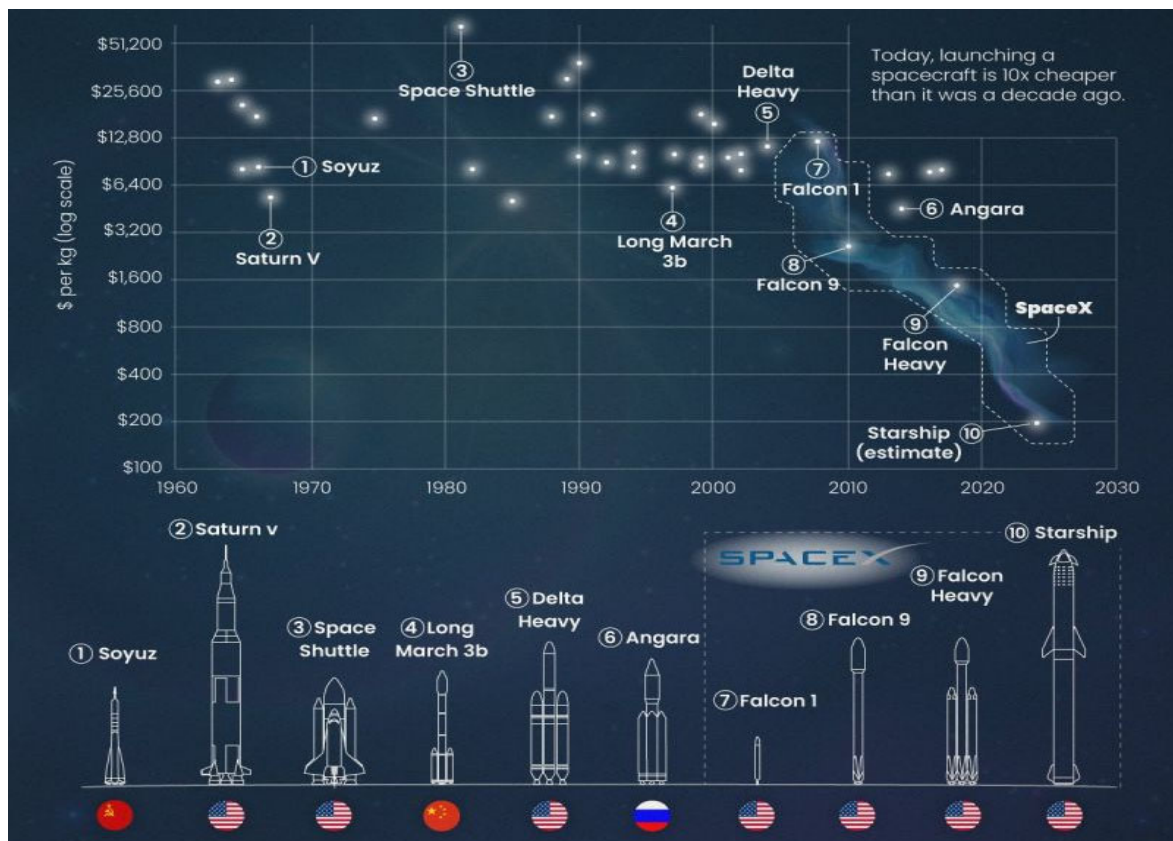 $51,200
$25,600
$12,800
$6,400
$3,200
$1,600
$800
$400
$200
$100
$ per kg (log scale)
1960
1970
1980
1990
2000
2010
2020
2030
Today, launching a
spacecraft is 10x cheaper
than it was a decade ago.
③
Space Shuttle
① Soyuz
②
Saturn V
④
Long March
3b
Delta
Heavy
⑤
⑦
Falcon 1
⑥ Angara
⑧
Falcon 9
⑨
Falcon
Heavy
SpaceX
Starship ⑩
(estimate)
① Soyuz
② Saturn v
③ Space
Shuttle
④ Long
March 3b
⑤ Delta
Heavy
⑥ Angara
SPACEX
⑦ Falcon 1
⑧ Falcon 9
⑨ Falcon
Heavy
⑩ Starship